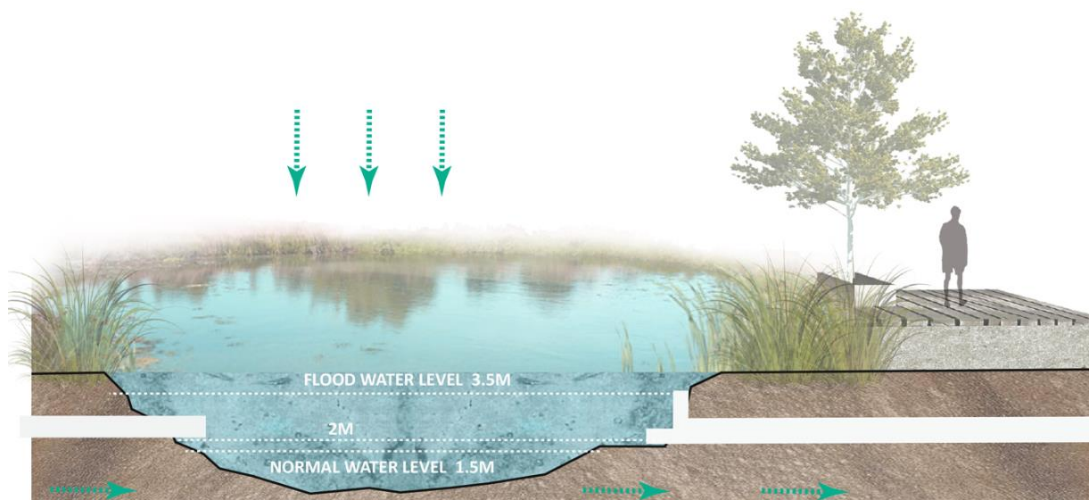 FLOOD WATER LEVEL 3.5M
2M
NORMAL WATER LEVEL 1.5M